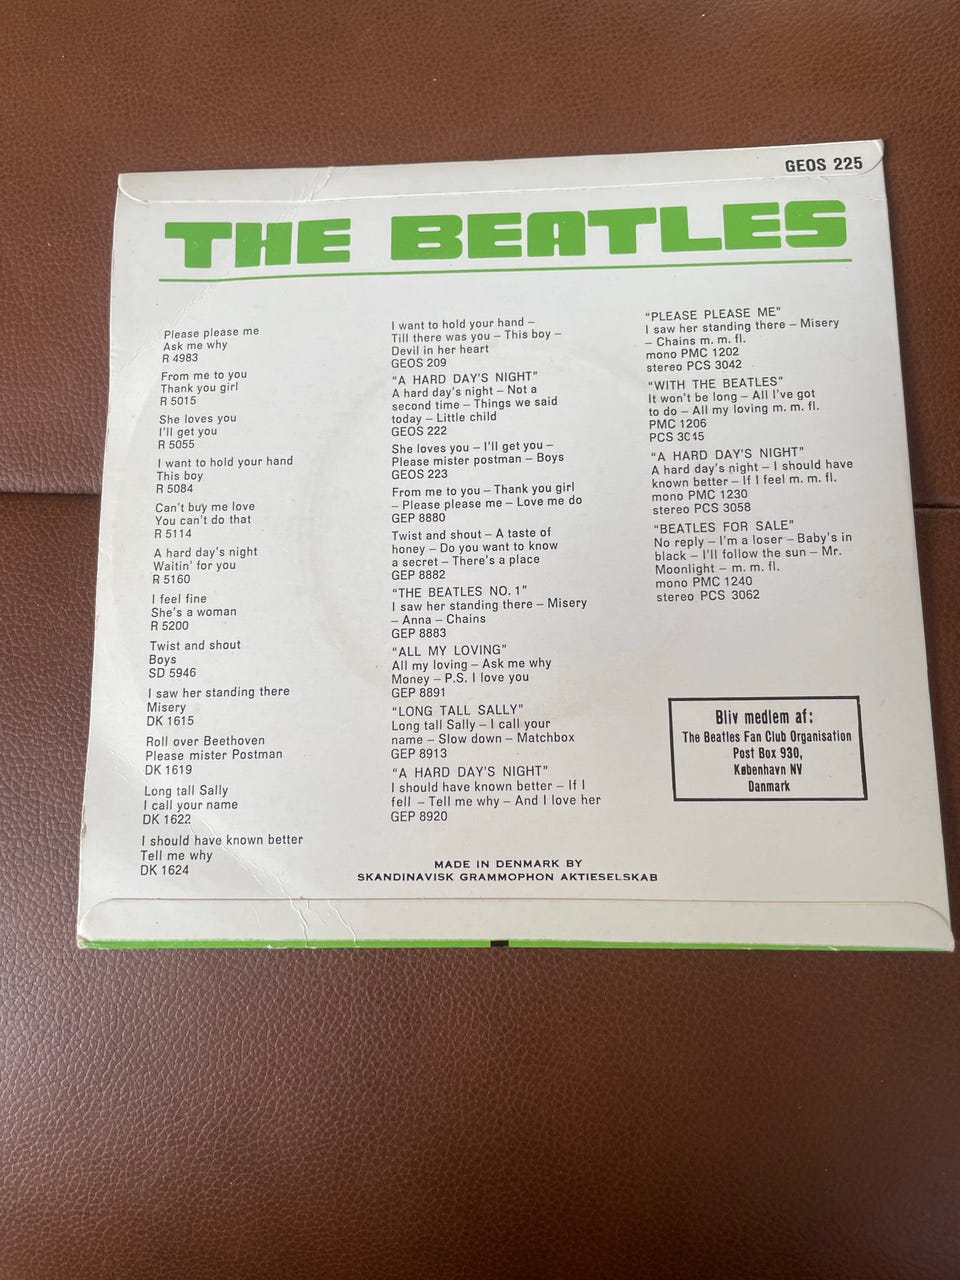 GEOS 225
THE BEATLES
Please please me
Ask me why
R 4983
From me to you
Thank you girl
R 5015
She loves you
I'll get you
R 5055
I want to hold your hand
This boy
R 5084
Can't buy me love
You can't do that
R 5114
A hard day's night
Waitin' for you
R 5160
I feel fine
She's a woman
R 5200
Twist and shout
Boys
SD 5946
I saw her standing there
Misery
DK 1615
Roll over Beethoven
Please mister Postman
DK 1619
Long tall Sally
I call your name
DK 1622
I should have known better
Tell me why
DK 1624
I want to hold your hand –
Till there was you – This boy –
Devil in her heart
GEOS 209
"A HARD DAY'S NIGHT"
A hard day's night – Not a
second time – Things we said
today – Little child
GEOS 222
She loves you – I'll get you –
Please mister postman – Boys
GEOS 223
From me to you – Thank you girl
– Please please me – Love me do
GEP 8880
Twist and shout – A taste of
honey – Do you want to know
a secret – There's a place
GEP 8882
"THE BEATLES NO. 1"
I saw her standing there – Misery
– Anna – Chains
GEP 8883
"ALL MY LOVING"
All my loving – Ask me why
Money – P.S. I love you
GEP 8891
"LONG TALL SALLY"
Long tall Sally – I call your
name – Slow down – Matchbox
GEP 8913
"A HARD DAY'S NIGHT"
I should have known better – If I
fell – Tell me why – And I love her
GEP 8920
"PLEASE PLEASE ME"
I saw her standing there – Misery
– Chains m. m. fl.
mono PMC 1202
stereo PCS 3042
"WITH THE BEATLES"
It won't be long – All I've got
to do – All my loving m. m. fl.
PMC 1206
PCS 3045
"A HARD DAY'S NIGHT"
A hard day's night – I should have
known better – If I feel m. m. fl.
mono PMC 1230
stereo PCS 3058
"BEATLES FOR SALE"
No reply – I'm a loser – Baby's in
black – I'll follow the sun – Mr.
Moonlight – m. m. fl.
mono PMC 1240
stereo PCS 3062
Bliv medlem af:
The Beatles Fan Club Organisation
Post Box 930,
København NV
Danmark
MADE IN DENMARK BY
SKANDINAVISK GRAMMOPHON AKTIESELSKAB